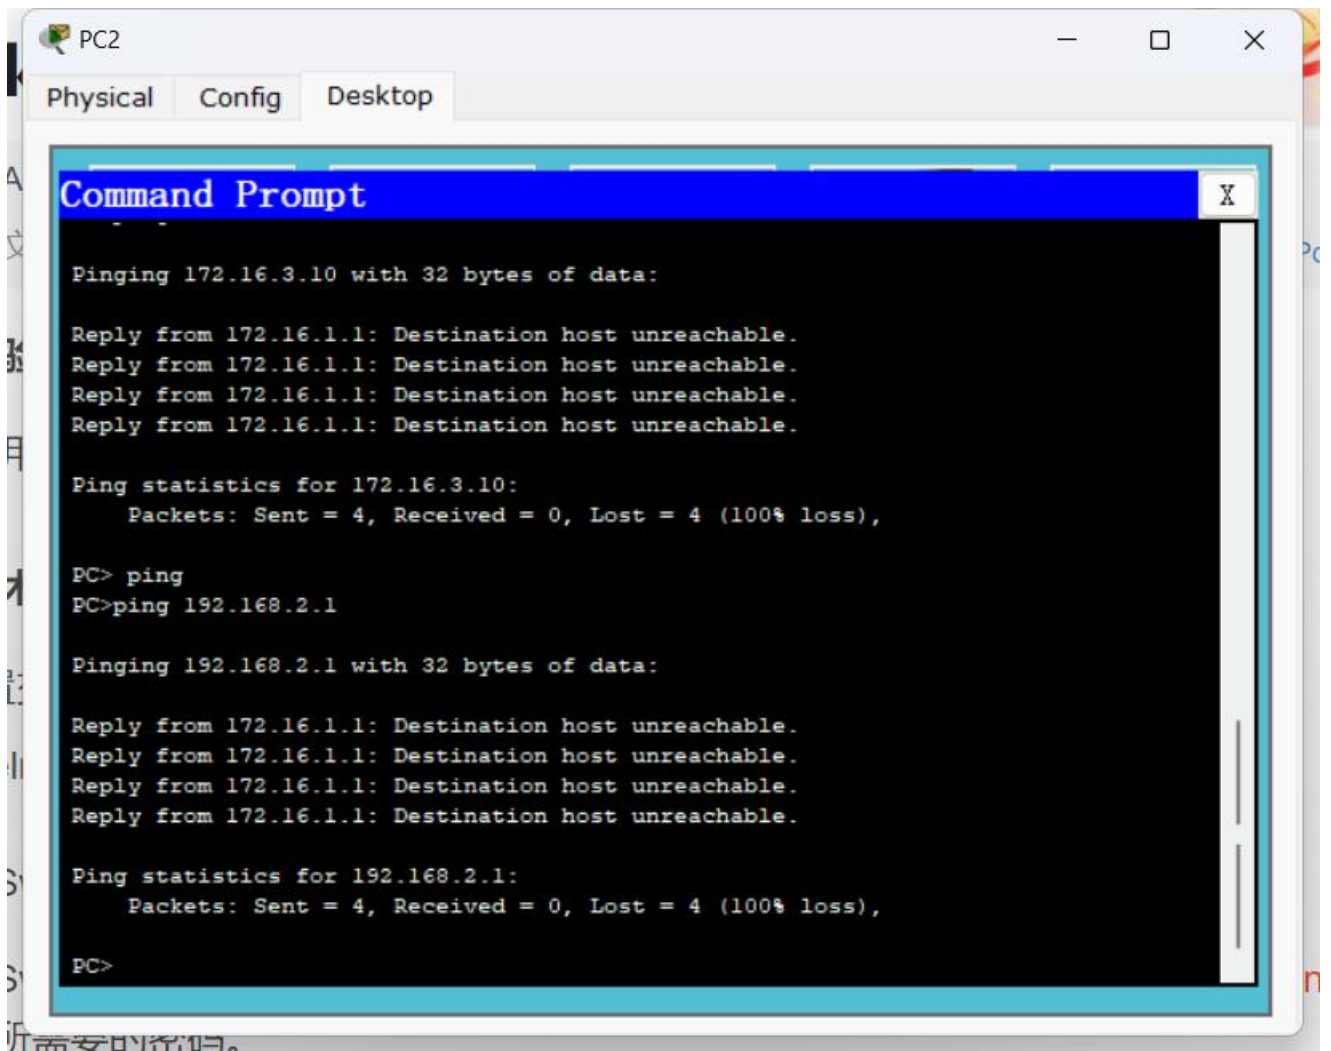 PC2
Physical Config Desktop
Command Prompt
X
Pinging 172.16.3.10 with 32 bytes of data:
Reply from 172.16.1.1: Destination host unreachable.
Reply from 172.16.1.1: Destination host unreachable.
Reply from 172.16.1.1: Destination host unreachable.
Reply from 172.16.1.1: Destination host unreachable.
Ping statistics for 172.16.3.10:
Packets: Sent = 4, Received = 0, Lost = 4 (100% loss),
PC> ping
PC>ping 192.168.2.1
Pinging 192.168.2.1 with 32 bytes of data:
Reply from 172.16.1.1: Destination host unreachable.
Reply from 172.16.1.1: Destination host unreachable.
Reply from 172.16.1.1: Destination host unreachable.
Reply from 172.16.1.1: Destination host unreachable.
Ping statistics for 192.168.2.1:
Packets: Sent = 4, Received = 0, Lost = 4 (100% loss),
PC>
所需要的密码。